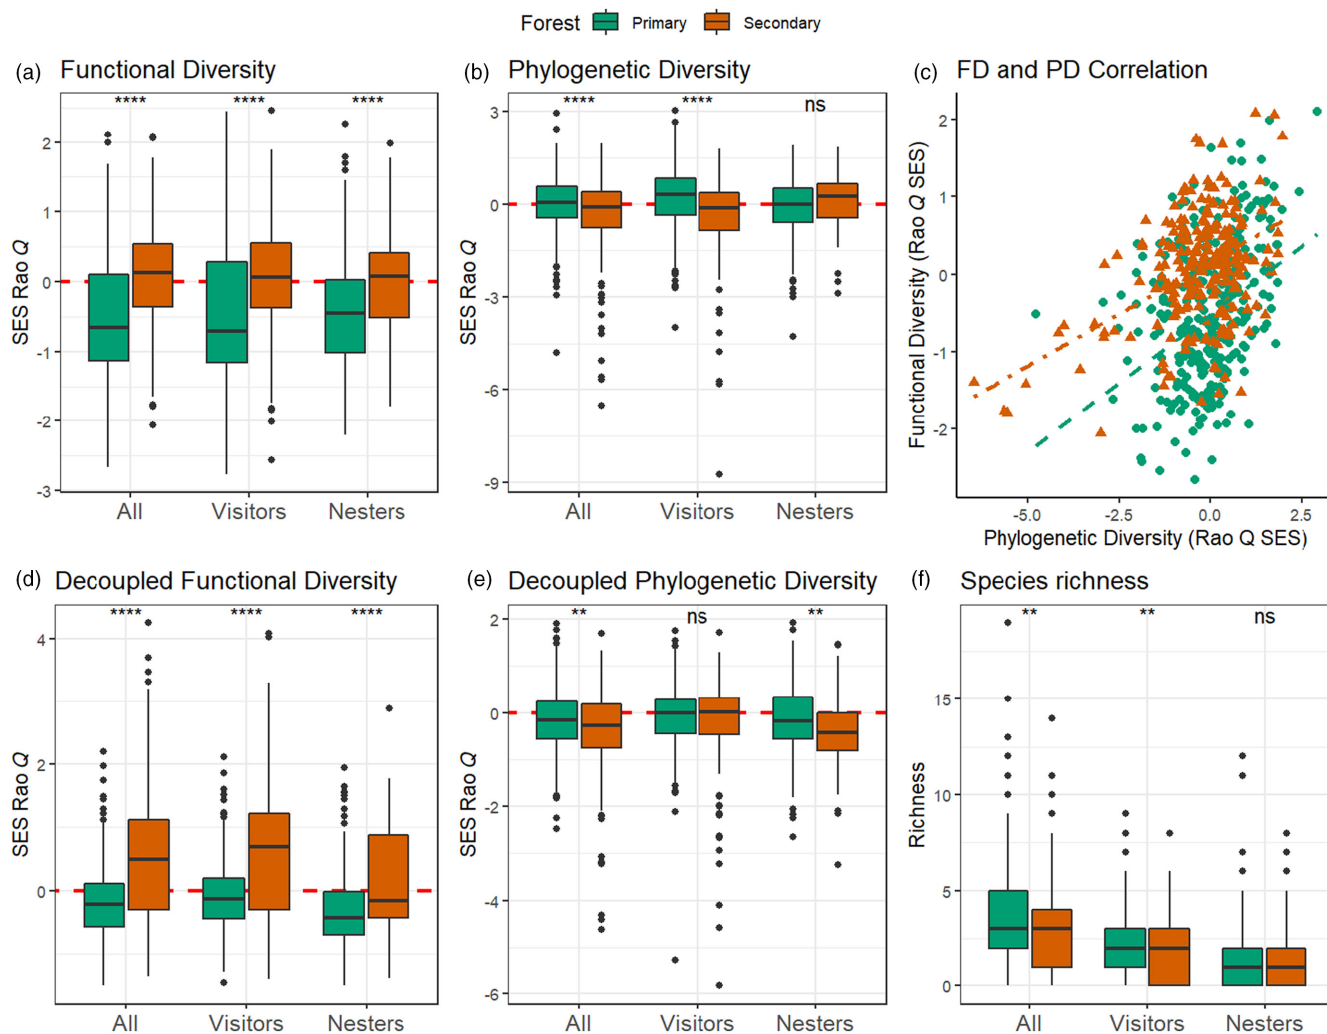 Forest Primary Secondary
(a) Functional Diversity
**** **** ****
SES Rao Q
2
1
0
-1
-2
-3
All Visitors Nesters
(b) Phylogenetic Diversity
**** **** ns
SES Rao Q
3
0
-3
-6
-9
All Visitors Nesters
(c) FD and PD Correlation
Functional Diversity (Rao Q SES)
2
1
0
-1
-2
-5.0 -2.5 0.0 2.5
Phylogenetic Diversity (Rao Q SES)
(d) Decoupled Functional Diversity
**** **** ****
SES Rao Q
4
2
0
All Visitors Nesters
(e) Decoupled Phylogenetic Diversity
** ns **
SES Rao Q
2
0
-2
-4
-6
All Visitors Nesters
(f) Species richness
** ** ns
Richness
15
10
5
0
All Visitors Nesters